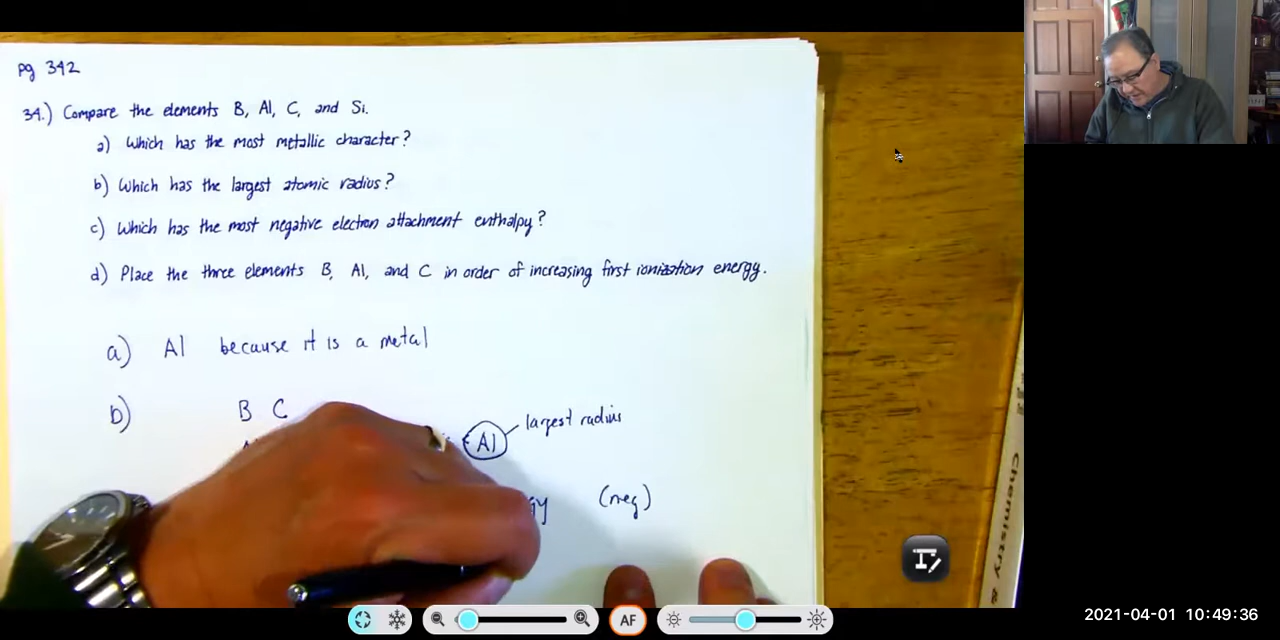 pg 342
34.) Compare the elements B, Al, C, and Si.
a) Which has the most metallic character?
b) Which has the largest atomic radius?
c) Which has the most negative electron attachment enthalpy?
d) Place the three elements B, Al, and C in order of increasing first ionization energy.
a) Al because it is a metal
b) B C
Al largest radius
(neg)
Chemistry &
AF
2021-04-01 10:49:36